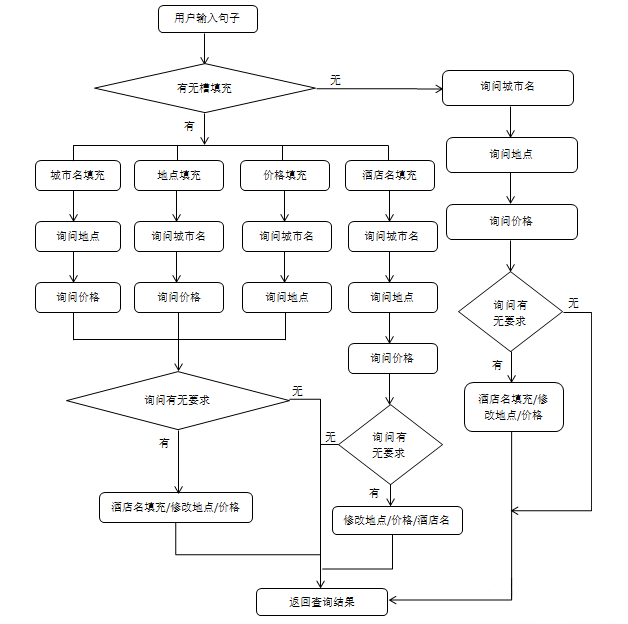 用户输入句子
有无槽填充
无
询问城市名
有
询问地点
城市名填充
地点填充
价格填充
酒店名填充
询问价格
询问地点
询问城市名
询问城市名
询问城市名
询问价格
询问价格
询问地点
询问地点
询问有
无要求
无
询问价格
有
询问有无要求
无
酒店名填充/修
改地点/价格
无
询问有
无要求
有
有
酒店名填充/修改地点/价格
修改地点/价格/酒店名
返回查询结果